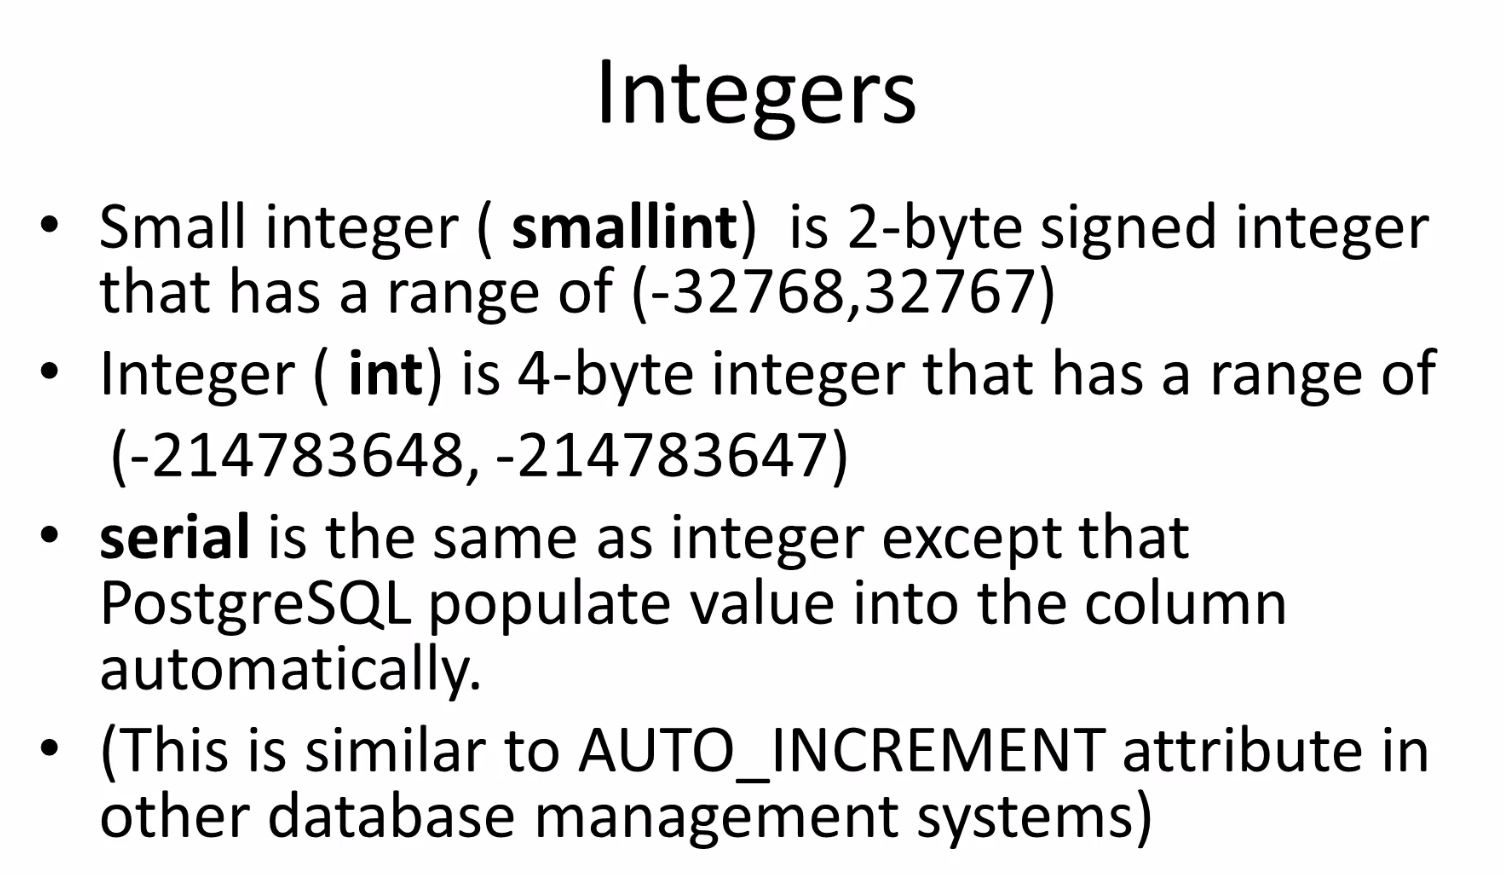 Integers
• Small integer ( smallint)  is 2-byte signed integer
that has a range of (-32768,32767)
• Integer ( int) is 4-byte integer that has a range of
(-214783648, -214783647)
• serial is the same as integer except that
PostgreSQL populate value into the column
automatically.
• (This is similar to AUTO_INCREMENT attribute in
other database management systems)